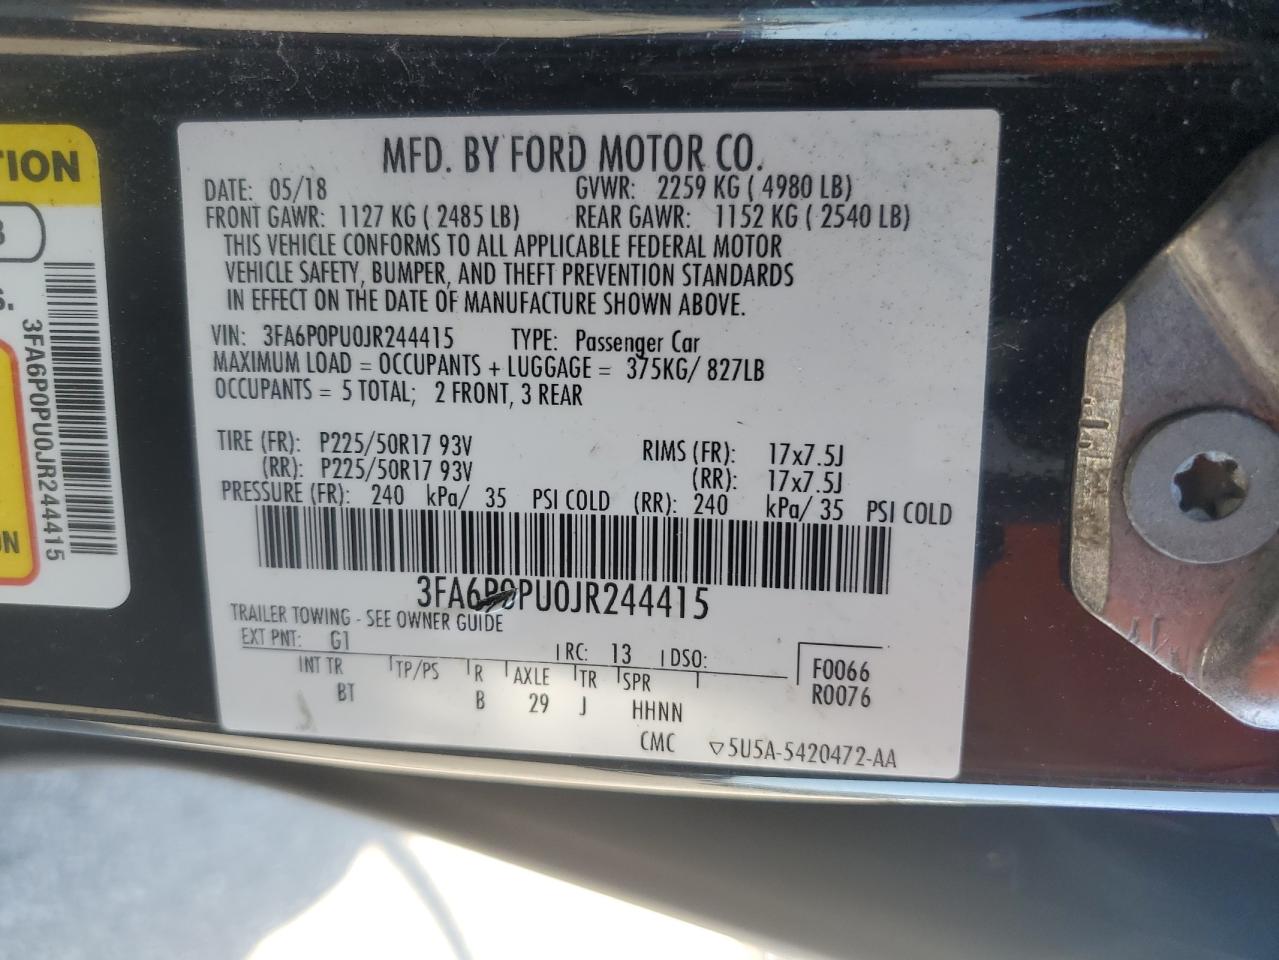 MFD. BY FORD MOTOR CO.
DATE: 05/18 GVWR: 2259 KG ( 4980 LB)
FRONT GAWR: 1127 KG ( 2485 LB) REAR GAWR: 1152 KG ( 2540 LB)
THIS VEHICLE CONFORMS TO ALL APPLICABLE FEDERAL MOTOR
VEHICLE SAFETY, BUMPER, AND THEFT PREVENTION STANDARDS
IN EFFECT ON THE DATE OF MANUFACTURE SHOWN ABOVE.
VIN: 3FA6P0PU0JR244415 TYPE: Passenger Car
MAXIMUM LOAD = OCCUPANTS + LUGGAGE = 375KG/ 827LB
OCCUPANTS = 5 TOTAL; 2 FRONT, 3 REAR
TIRE (FR): P225/50R17 93V RIMS (FR): 17x7.5J
(RR): P225/50R17 93V (RR): 17x7.5J
PRESSURE (FR): 240 kPa/ 35 PSI COLD (RR): 240 kPa/ 35 PSI COLD
3FA6P0PU0JR244415
TRAILER TOWING - SEE OWNER GUIDE
EXT PNT: G1 RC: 13 DSO:
INT TR TP/PS R AXLE TR SPR F0066
BT B 29 J HHNN R0076
CMC ▽5U5A-5420472-AA
TION
3
S.
3FA6P0PU0JR244415
N